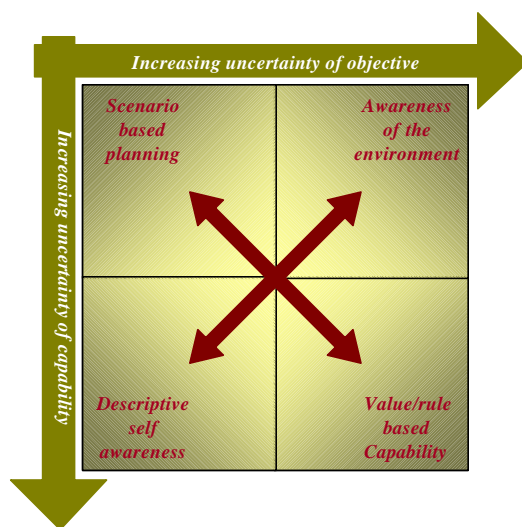 Increasing uncertainty of objective
Increasing uncertainty of capability
Scenario
based
planning
Awareness
of the
environment
Descriptive
self
awareness
Value/rule
based
Capability